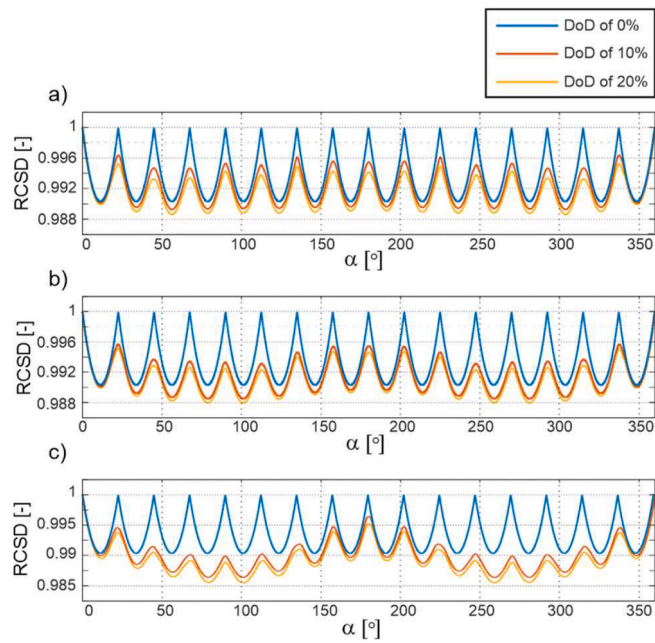 DoD of 0%
DoD of 10%
DoD of 20%
a)
RCSD [-]
1
0.996
0.992
0.988
0 50 100 150 200 250 300 350
α [°]
b)
RCSD [-]
1
0.996
0.992
0.988
0 50 100 150 200 250 300 350
α [°]
c)
RCSD [-]
1
0.995
0.99
0.985
0 50 100 150 200 250 300 350
α [°]